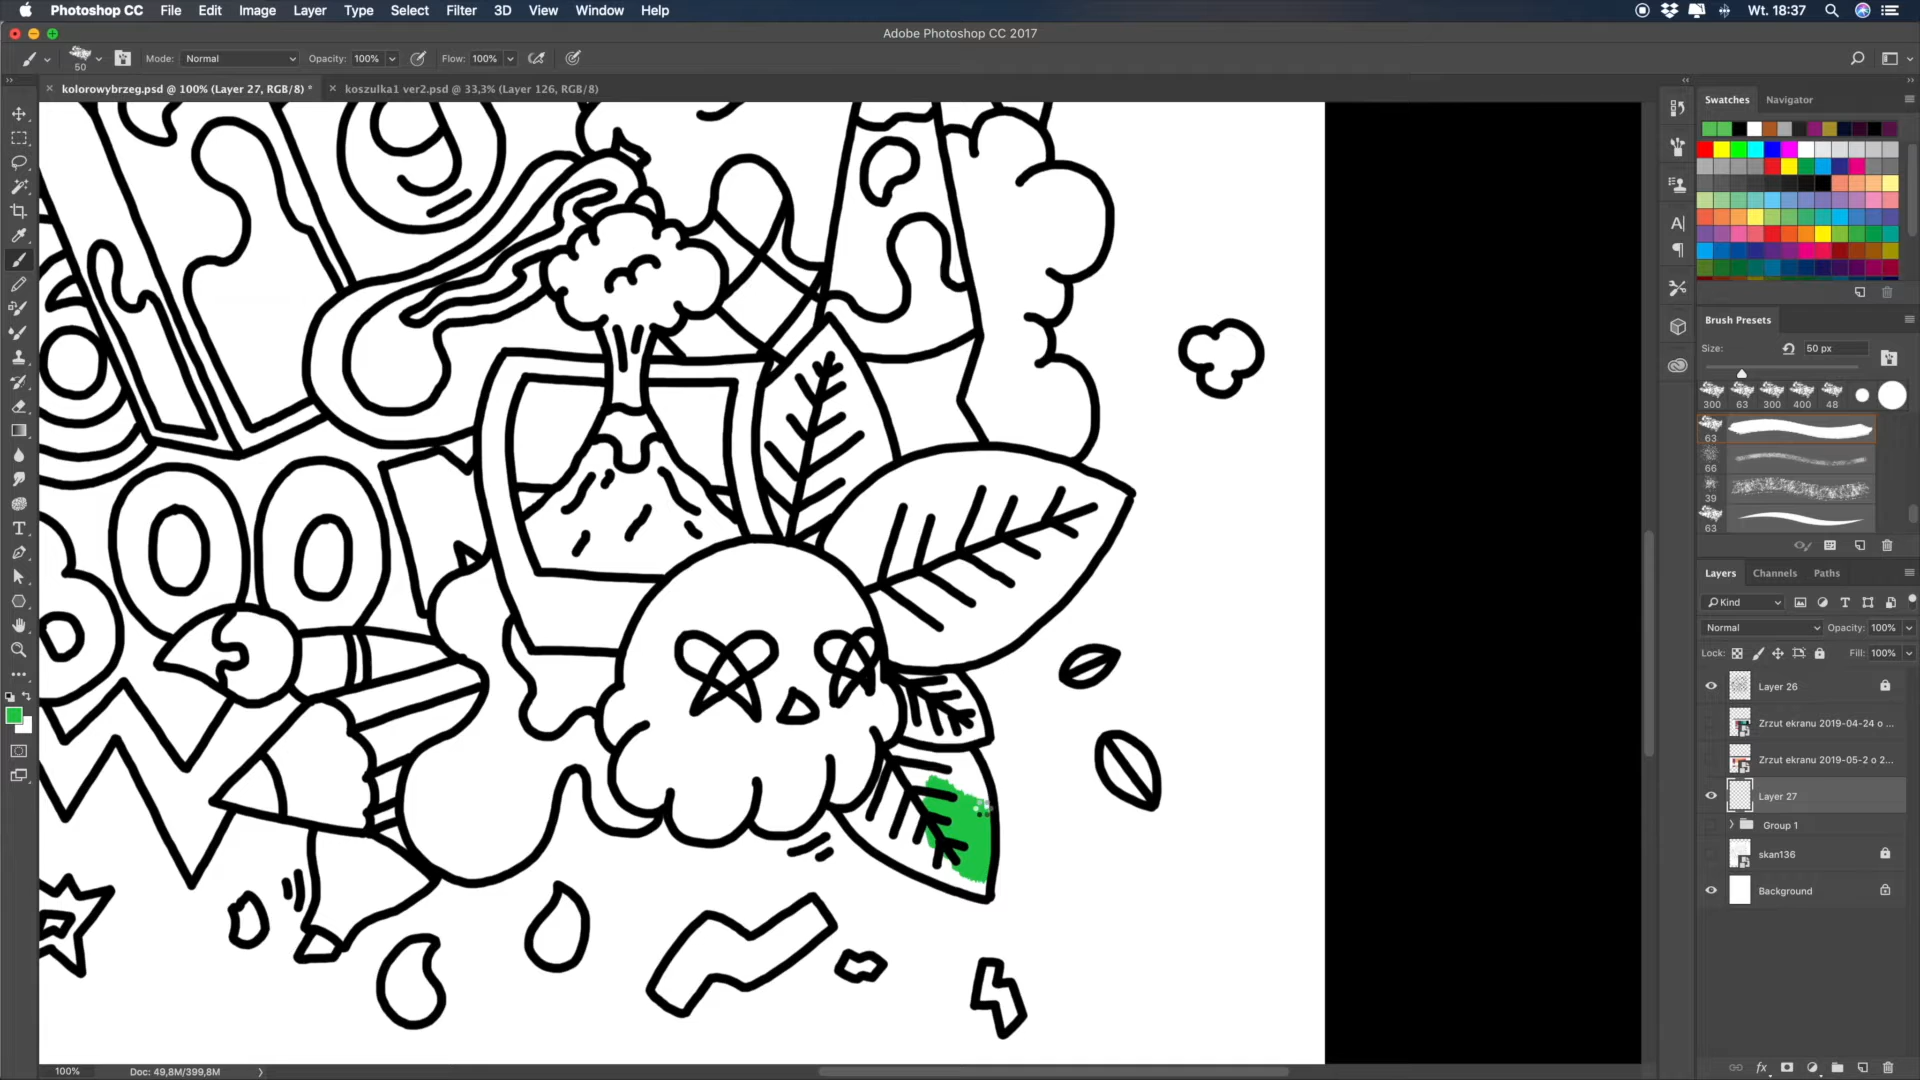 Photoshop CC File Edit Image Layer Type Select Filter 3D View Window Help Wt. 18:37
Adobe Photoshop CC 2017
50 Mode: Normal Opacity: 100% Flow: 100%
kolorowybrzeg.psd @ 100% (Layer 27, RGB/8) * koszulka1 ver2.psd @ 33,3% (Layer 126, RGB/8)
Swatches Navigator
Brush Presets
Size: 50 px
300 63 300 400 48
63
66
39
63
Layers Channels Paths
Kind
Normal Opacity: 100%
Lock: Fill: 100%
Layer 26
Zrzut ekranu 2019-04-24 o ...
Zrzut ekranu 2019-05-2 o 2...
Layer 27
Group 1
skan136
Background
100% Doc: 49,8M/399,8M